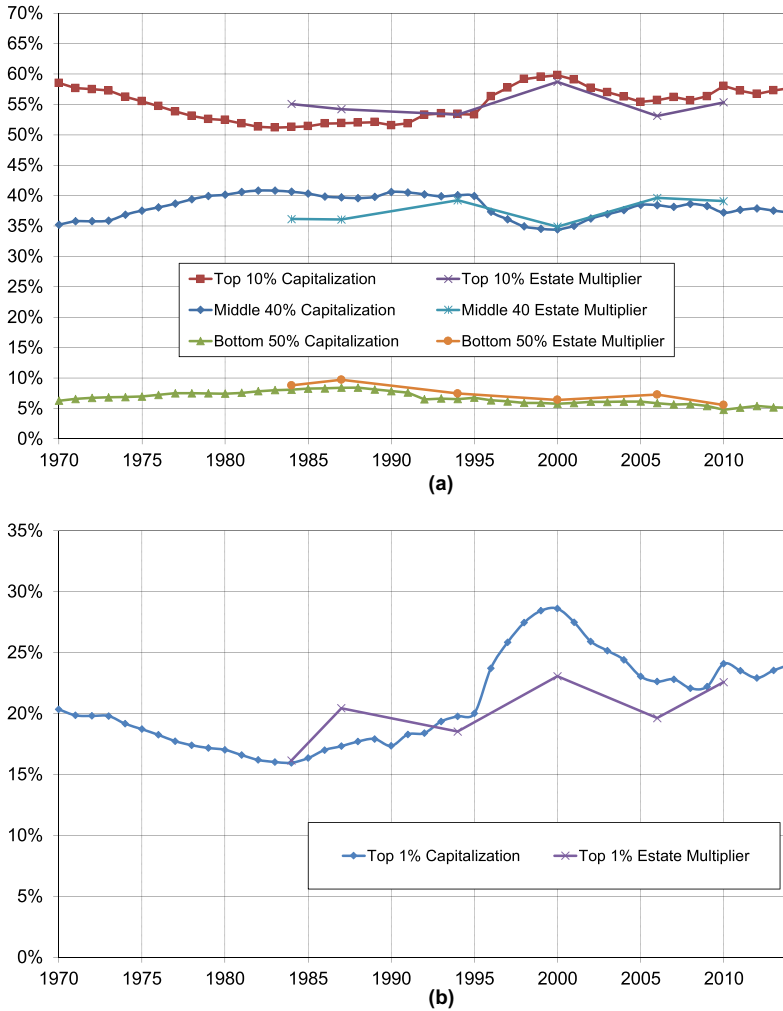 70%
65%
60%
55%
50%
45%
40%
35%
30%
25%
20%
15%
10%
5%
0%
Top 10% Capitalization Top 10% Estate Multiplier
Middle 40% Capitalization Middle 40 Estate Multiplier
Bottom 50% Capitalization Bottom 50% Estate Multiplier
1970 1975 1980 1985 1990 1995 2000 2005 2010
(a)
35%
30%
25%
20%
15%
10%
5%
0%
Top 1% Capitalization Top 1% Estate Multiplier
1970 1975 1980 1985 1990 1995 2000 2005 2010
(b)